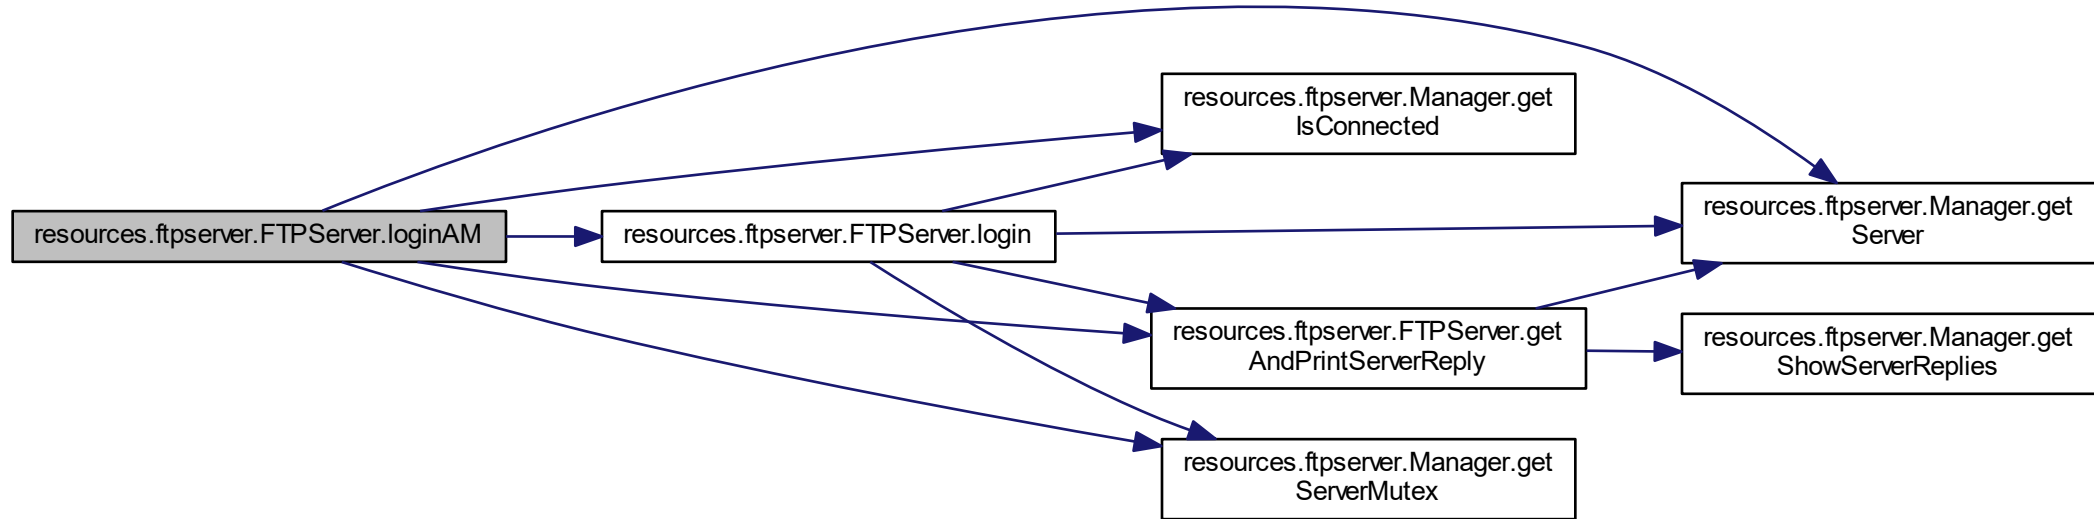 resources.ftpserver.Manager.get
IsConnected
resources.ftpserver.Manager.get
Server
resources.ftpserver.FTPServer.loginAM
resources.ftpserver.FTPServer.login
resources.ftpserver.FTPServer.get
AndPrintServerReply
resources.ftpserver.Manager.get
ShowServerReplies
resources.ftpserver.Manager.get
ServerMutex